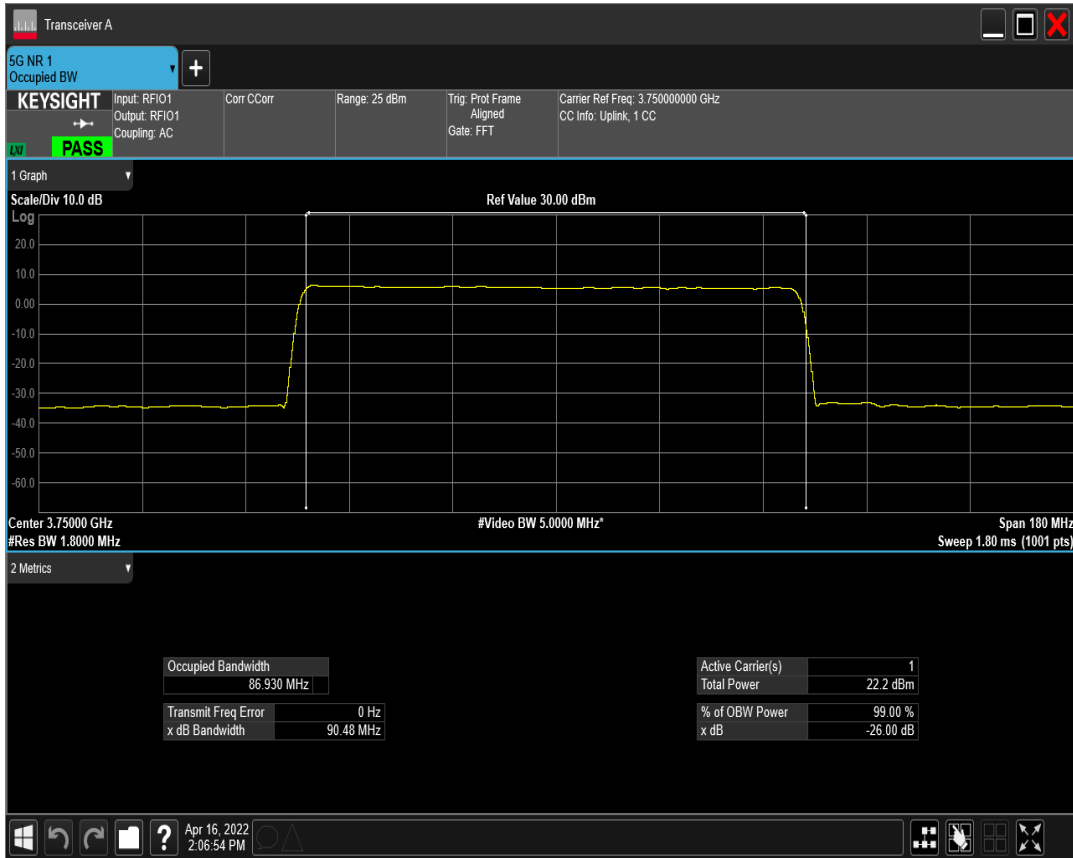 Transceiver A
5G NR 1
Occupied BW
+
KEYSIGHT
LXI
PASS
Input: RFIO1
Output: RFIO1
Coupling: AC
Corr CCorr
Range: 25 dBm
Trig: Prot Frame
Aligned
Gate: FFT
Carrier Ref Freq: 3.750000000 GHz
CC Info: Uplink, 1 CC
1 Graph
Scale/Div 10.0 dB
Ref Value 30.00 dBm
Log
20.0
10.0
0.00
-10.0
-20.0
-30.0
-40.0
-50.0
-60.0
Center 3.75000 GHz
#Video BW 5.0000 MHz*
Span 180 MHz
#Res BW 1.8000 MHz
Sweep 1.80 ms (1001 pts)
2 Metrics
Occupied Bandwidth
86.930 MHz
Transmit Freq Error 0 Hz
x dB Bandwidth 90.48 MHz
Active Carrier(s) 1
Total Power 22.2 dBm
% of OBW Power 99.00 %
x dB -26.00 dB
?
Apr 16, 2022
2:06:54 PM